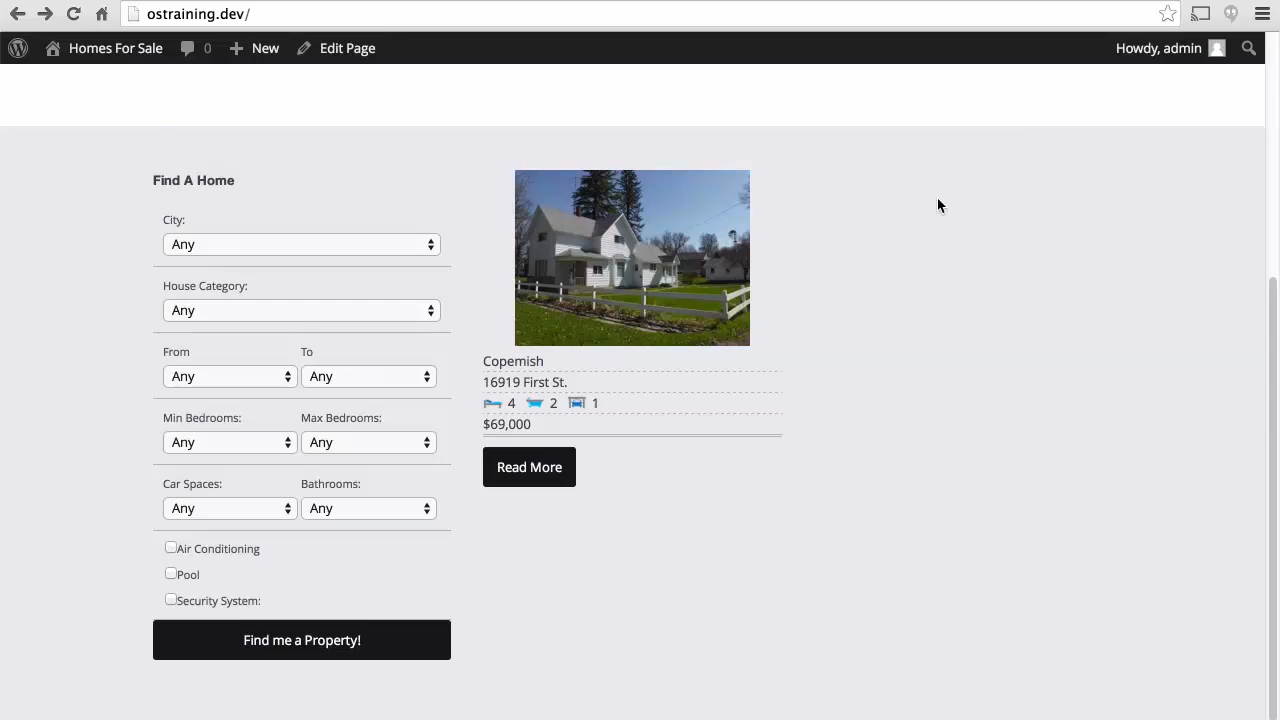 ostraining.dev/
Homes For Sale 0 New Edit Page Howdy, admin
Find A Home
City:
Any
House Category:
Any
From To
Any Any
Min Bedrooms: Max Bedrooms:
Any Any
Car Spaces: Bathrooms:
Any Any
Air Conditioning
Pool
Security System:
Find me a Property!
Copemish
16919 First St.
4 2 1
$69,000
Read More